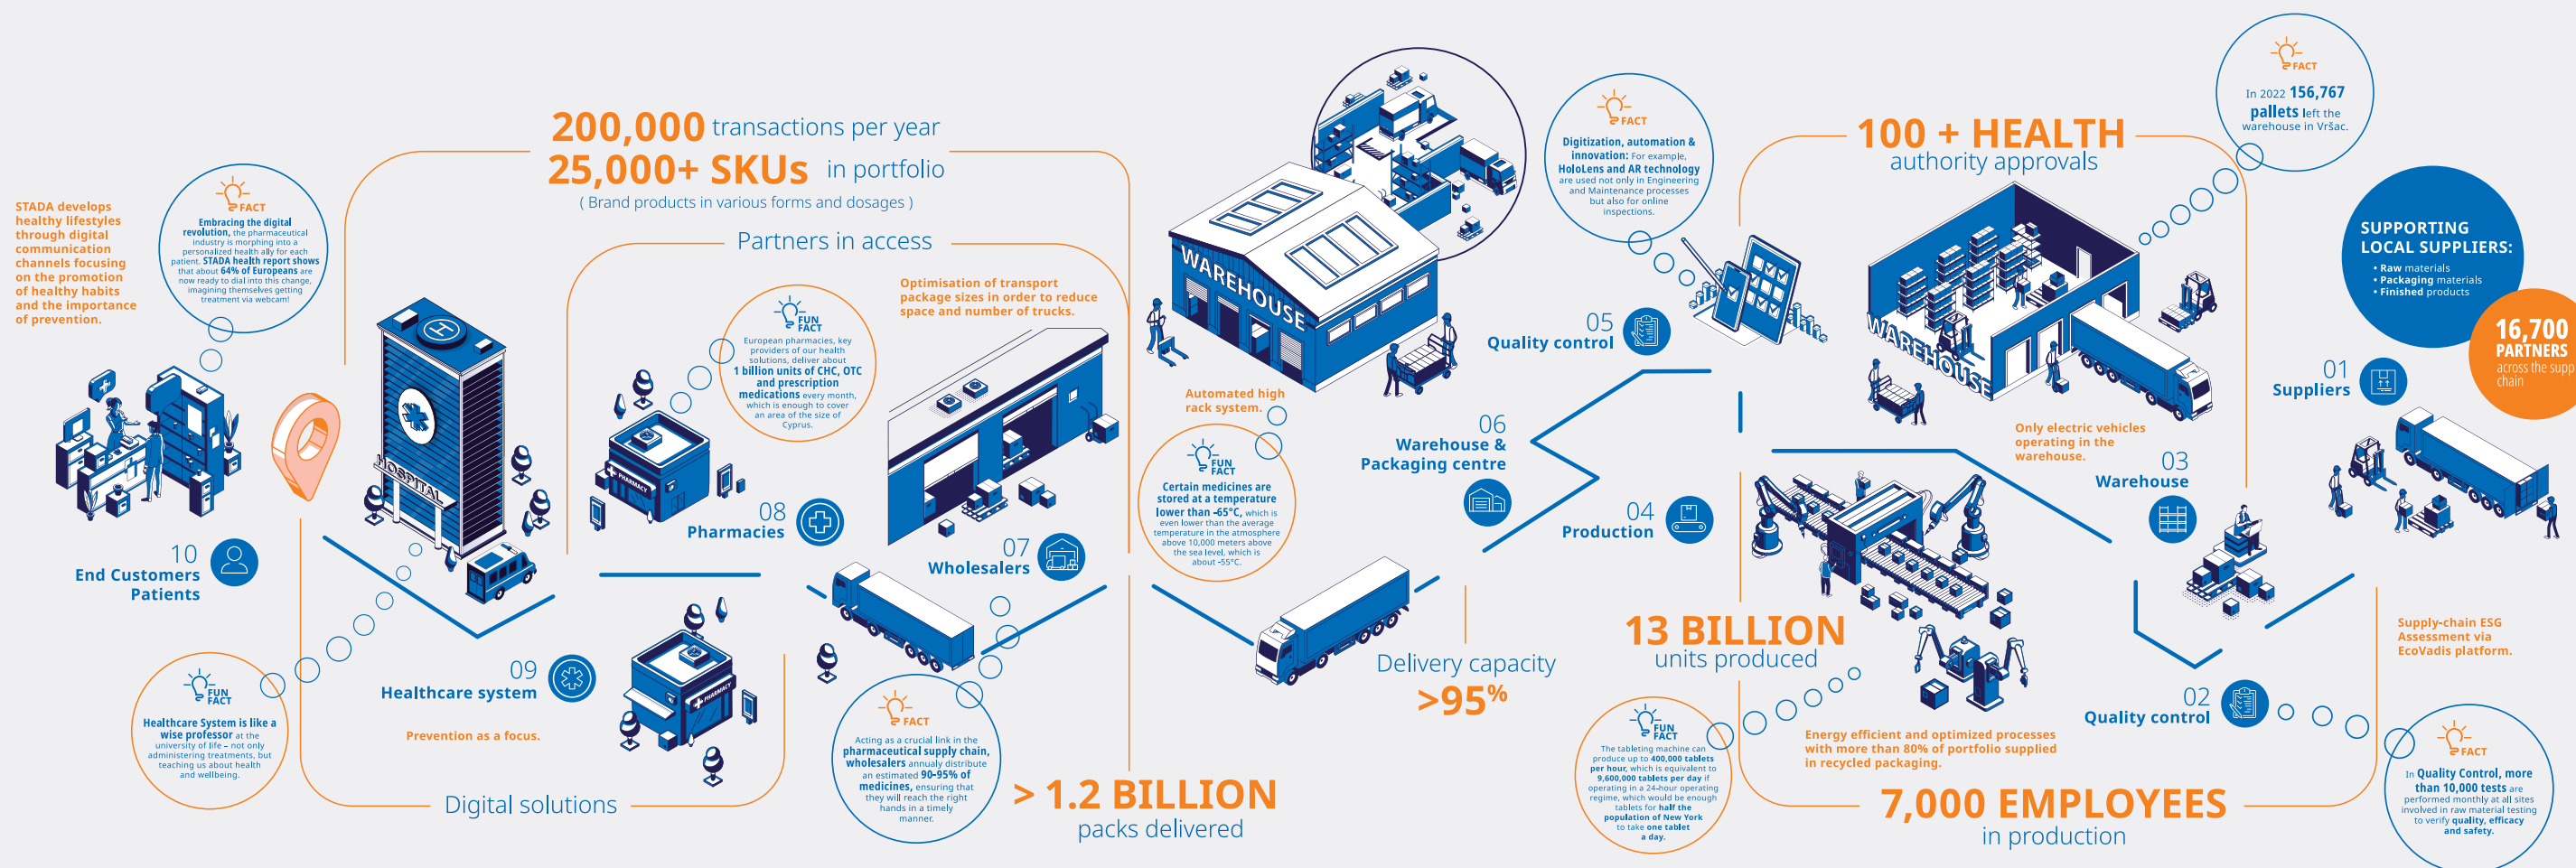 STADA develops
healthy lifestyles
through digital
communication
channels focusing
on the promotion
of healthy habits
and the importance
of prevention.
FACT
Embracing the digital
revolution, the pharmaceutical
industry is morphing into a
personalized health ally for each
patient. STADA health report shows
that about 64% of Europeans are
now ready to dial into this change,
imagining themselves getting
treatment via webcam!
10
End Customers
Patients
FUN
FACT
Healthcare System is like a
wise professor at the
university of life – not only
administering treatments, but
teaching us about health
and wellbeing.
200,000 transactions per year
25,000+ SKUs in portfolio
( Brand products in various forms and dosages )
Partners in access
HOSPITAL
H
FUN
FACT
European pharmacies, key
providers of our health
solutions, deliver about
1 billion units of CHC, OTC
and prescription
medications every month,
which is enough to cover
an area of the size of
Cyprus.
Optimisation of transport
package sizes in order to reduce
space and number of trucks.
PHARMACY
08
Pharmacies
07
Wholesalers
09
Healthcare system
PHARMACY
Prevention as a focus.
Digital solutions
FACT
Acting as a crucial link in the
pharmaceutical supply chain,
wholesalers annualy distribute
an estimated 90-95% of
medicines, ensuring that
they will reach the right
hands in a timely
manner.
> 1.2 BILLION
packs delivered
WAREHOUSE
Automated high
rack system.
FUN
FACT
Certain medicines are
stored at a temperature
lower than -65°C, which is
even lower than the average
temperature in the atmosphere
above 10,000 meters above
the sea level, which is
about -55°C.
FACT
Digitization, automation &
innovation: For example,
HoloLens and AR technology
are used not only in Engineering
and Maintenance processes
but also for online
inspections.
05
Quality control
06
Warehouse &
Packaging centre
04
Production
Delivery capacity
>95%
13 BILLION
units produced
FUN
FACT
The tableting machine can
produce up to 400,000 tablets
per hour, which is equivalent to
9,600,000 tablets per day if
operating in a 24-hour operating
regime, which would be enough
tablets for half the
population of New York
to take one tablet
a day.
100 + HEALTH
authority approvals
WAREHOUSE
FACT
In 2022 156,767
pallets left the
warehouse in Vršac.
SUPPORTING
LOCAL SUPPLIERS:
• Raw materials
• Packaging materials
• Finished products
16,700
PARTNERS
across the supp
chain
01
Suppliers
Only electric vehicles
operating in the
warehouse.
03
Warehouse
Supply-chain ESG
Assessment via
EcoVadis platform.
02
Quality control
Energy efficient and optimized processes
with more than 80% of portfolio supplied
in recycled packaging.
7,000 EMPLOYEES
in production
FACT
In Quality Control, more
than 10,000 tests are
performed monthly at all sites
involved in raw material testing
to verify quality, efficacy
and safety.